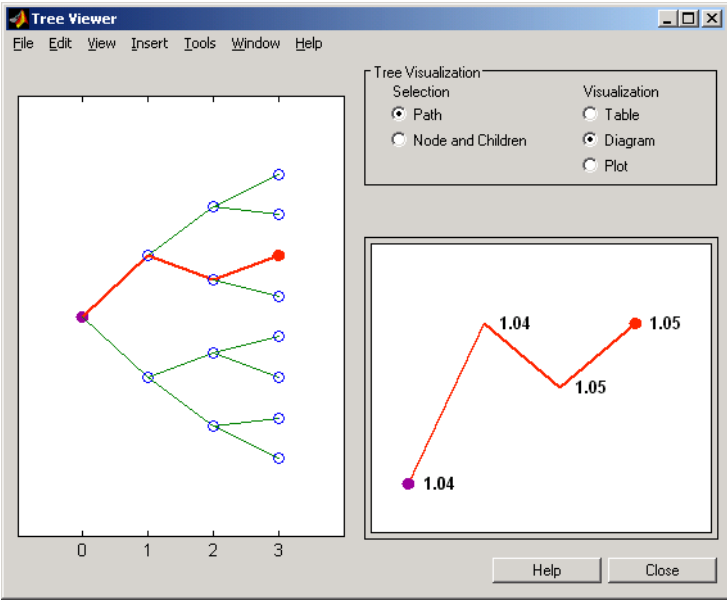 Tree Viewer
File Edit View Insert Tools Window Help
Tree Visualization
Selection
Visualization
Path
Table
Node and Children
Diagram
Plot
1.04
1.05
1.05
1.04
0 1 2 3
Help
Close